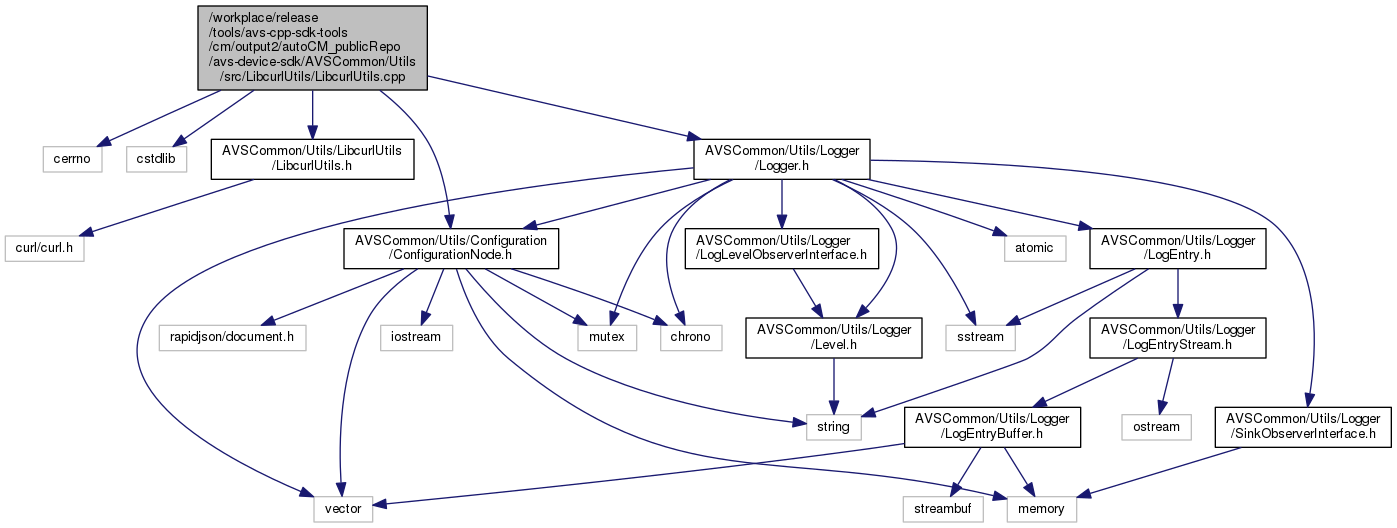 /workplace/release
/tools/avs-cpp-sdk-tools
/cm/output2/autoCM_publicRepo
/avs-device-sdk/AVSCommon/Utils
/src/LibcurlUtils/LibcurlUtils.cpp
cerrno
cstdlib
AVSCommon/Utils/LibcurlUtils
/LibcurlUtils.h
AVSCommon/Utils/Logger
/Logger.h
curl/curl.h
AVSCommon/Utils/Configuration
/ConfigurationNode.h
AVSCommon/Utils/Logger
/LogLevelObserverInterface.h
atomic
AVSCommon/Utils/Logger
/LogEntry.h
rapidjson/document.h
iostream
mutex
chrono
AVSCommon/Utils/Logger
/Level.h
sstream
AVSCommon/Utils/Logger
/LogEntryStream.h
string
AVSCommon/Utils/Logger
/LogEntryBuffer.h
ostream
AVSCommon/Utils/Logger
/SinkObserverInterface.h
vector
streambuf
memory